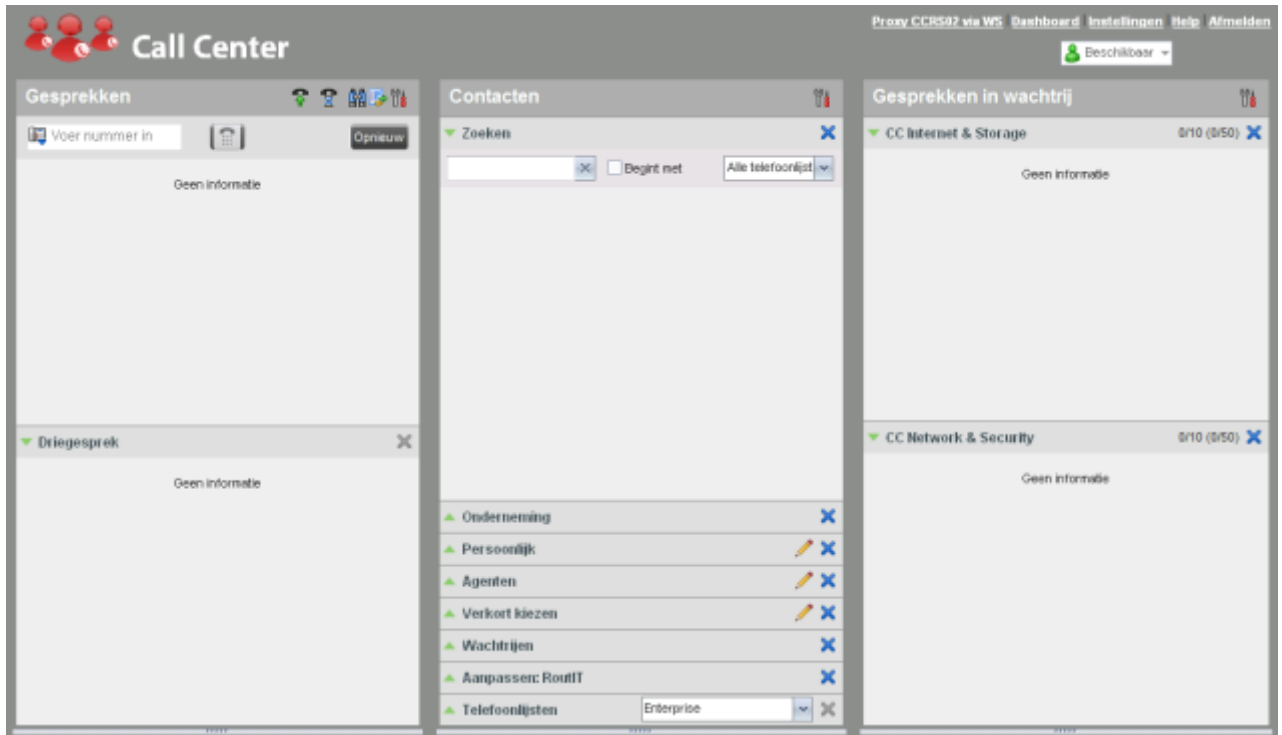 Call Center
Proxy CCRS02 via WS Dashboard Instellingen Help Afmelden
Beschikbaar
Gesprekken
Voer nummer in
Opnieuw
Geen informatie
Driegesprek
Geen informatie
Contacten
Zoeken
Begint met
Alle telefoonlijst
Onderneming
Persoonlijk
Agenten
Verkort kiezen
Wachtrijen
Aanpassen: RoutIT
Telefoonlijsten Enterprise
Gesprekken in wachtrij
CC Internet & Storage 0/10 (0/50)
Geen informatie
CC Network & Security 0/10 (0/50)
Geen informatie